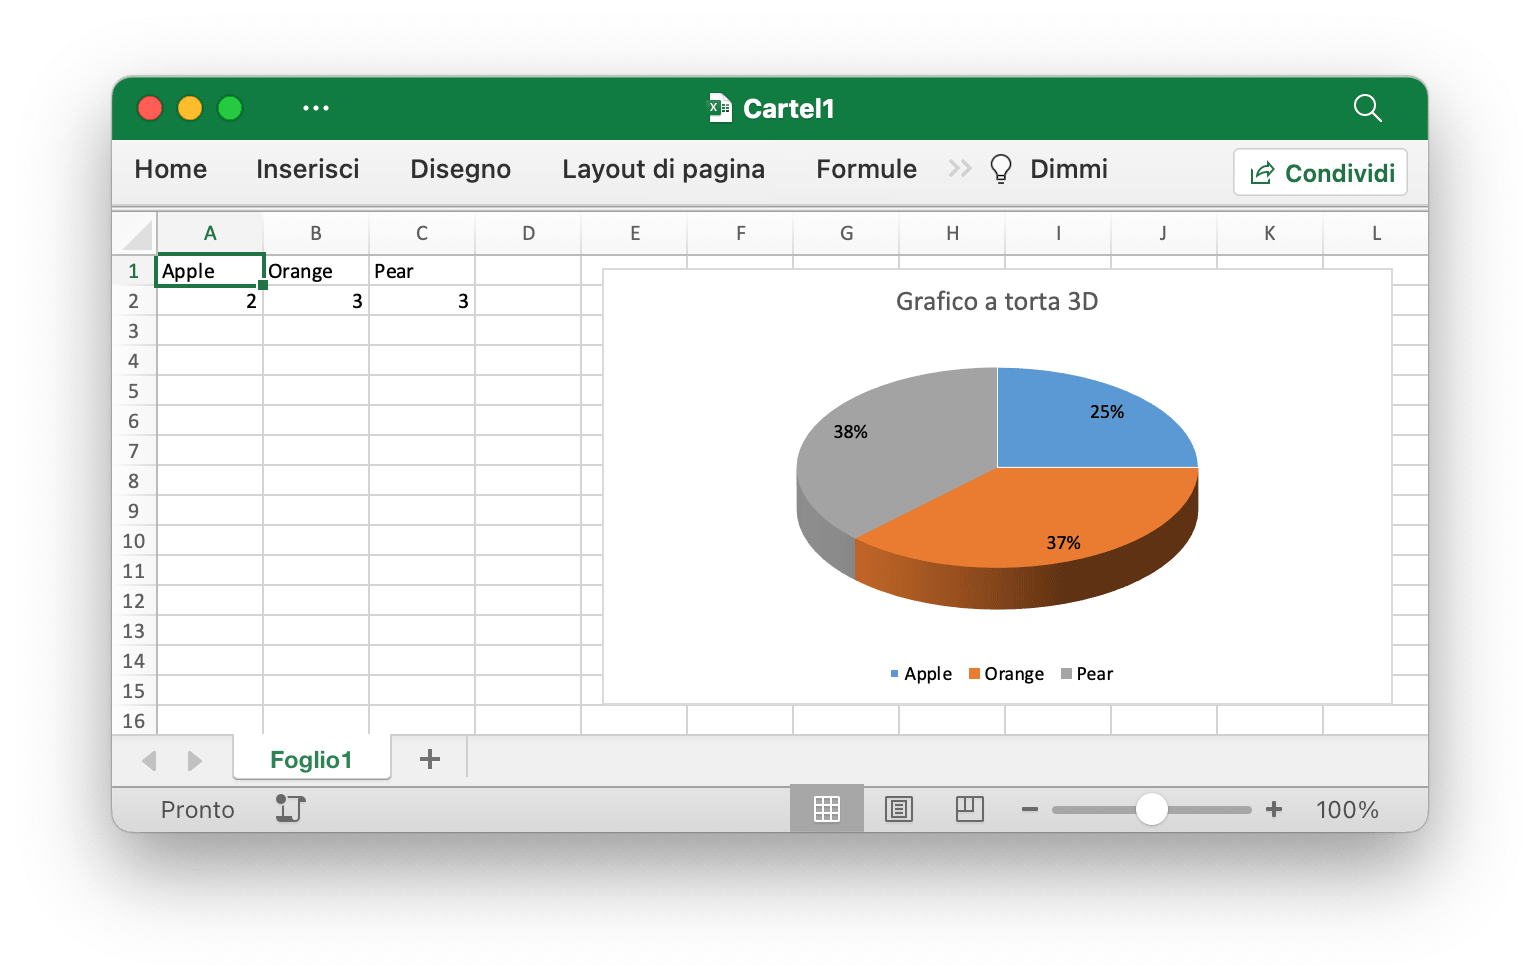 Cartel1
Home Inserisci Disegno Layout di pagina Formule Dimmi Condividi
A B C D E F G H I J K L
1 Apple Orange Pear
2 2 3 3
3
4
5
6
7
8
9
10
11
12
13
14
15
16
Grafico a torta 3D
25%
38%
37%
Apple Orange Pear
Foglio1 +
Pronto 100%